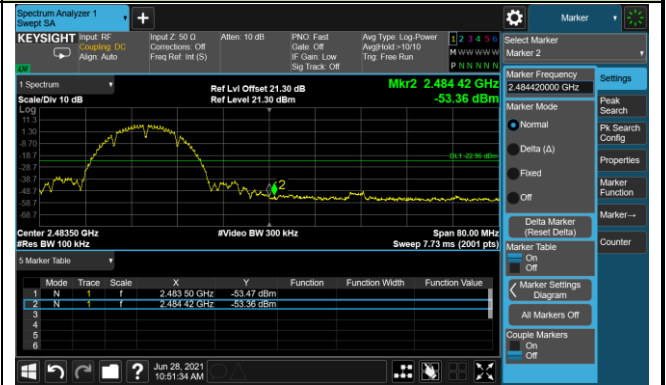 Spectrum Analyzer 1
Swept SA
+
Marker
KEYSIGHT
Input: RF
Coupling: DC
Align: Auto
Input Z: 50 Ω
Corrections: Off
Freq Ref: Int (S)
Atten: 10 dB
PNO: Fast
Gate: Off
IF Gain: Low
Sig Track: Off
Avg Type: Log-Power
Avg|Hold:>10/10
Trig: Free Run
1 2 3 4 5 6
M W W W W W
P N N N N N
LXI
Select Marker
Marker 2
1 Spectrum
Scale/Div 10 dB
Log
Ref Lvl Offset 21.30 dB
Ref Level 21.30 dBm
Mkr2 2.484 42 GHz
-53.36 dBm
11.3
1.30
-8.70
-18.7
-28.7
-38.7
-48.7
-58.7
-68.7
DL1 -22.95 dBm
2
Center 2.48350 GHz
#Res BW 100 kHz
#Video BW 300 kHz
Span 80.00 MHz
Sweep 7.73 ms (2001 pts)
5 Marker Table
Mode Trace Scale X Y Function Function Width Function Value
1 N 1 f 2.483 50 GHz -53.47 dBm
2 N 1 f 2.484 42 GHz -53.36 dBm
3
4
5
6
Marker Frequency
2.484420000 GHz
Marker Mode
Normal
Delta (Δ)
Fixed
Off
Delta Marker
(Reset Delta)
Marker Table
On
Off
Marker Settings
Diagram
All Markers Off
Couple Markers
On
Off
Settings
Peak
Search
Pk Search
Config
Properties
Marker
Function
Marker→
Counter
?
Jun 28, 2021
10:51:34 AM